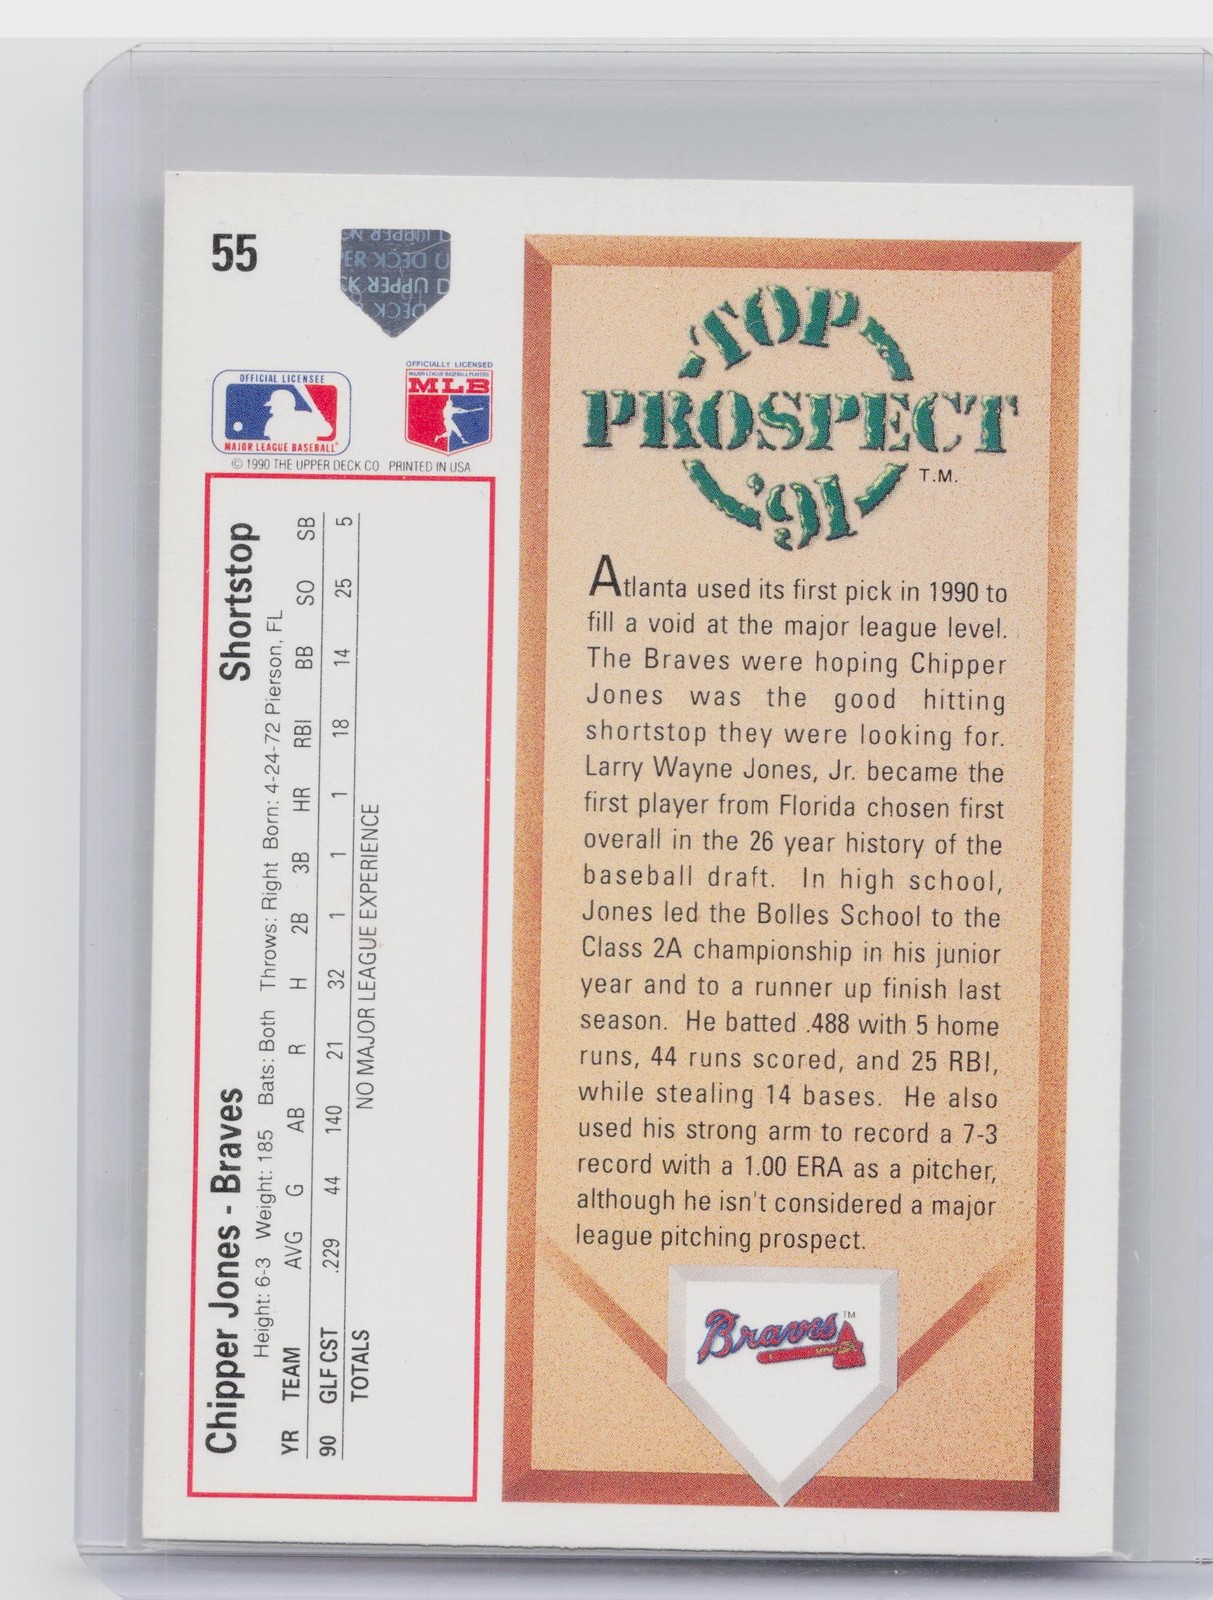 55
OFFICIAL LICENSEE
MAJOR LEAGUE BASEBALL
OFFICIALLY LICENSED
MAJOR LEAGUE BASEBALL PLAYERS
MLB
© 1990 THE UPPER DECK CO PRINTED IN USA
Chipper Jones - Braves Shortstop
Height: 6-3 Weight: 185 Bats: Both Throws: Right Born: 4-24-72 Pierson, FL
YR TEAM AVG G AB R H 2B 3B HR RBI BB SO SB
90 GLF CST .229 44 140 21 32 1 1 1 18 14 25 5
TOTALS
NO MAJOR LEAGUE EXPERIENCE
TOP
PROSPECT
'91
T.M.
Atlanta used its first pick in 1990 to
fill a void at the major league level.
The Braves were hoping Chipper
Jones was the good hitting
shortstop they were looking for.
Larry Wayne Jones, Jr. became the
first player from Florida chosen first
overall in the 26 year history of the
baseball draft. In high school,
Jones led the Bolles School to the
Class 2A championship in his junior
year and to a runner up finish last
season. He batted .488 with 5 home
runs, 44 runs scored, and 25 RBI,
while stealing 14 bases. He also
used his strong arm to record a 7-3
record with a 1.00 ERA as a pitcher,
although he isn't considered a major
league pitching prospect.
Braves TM